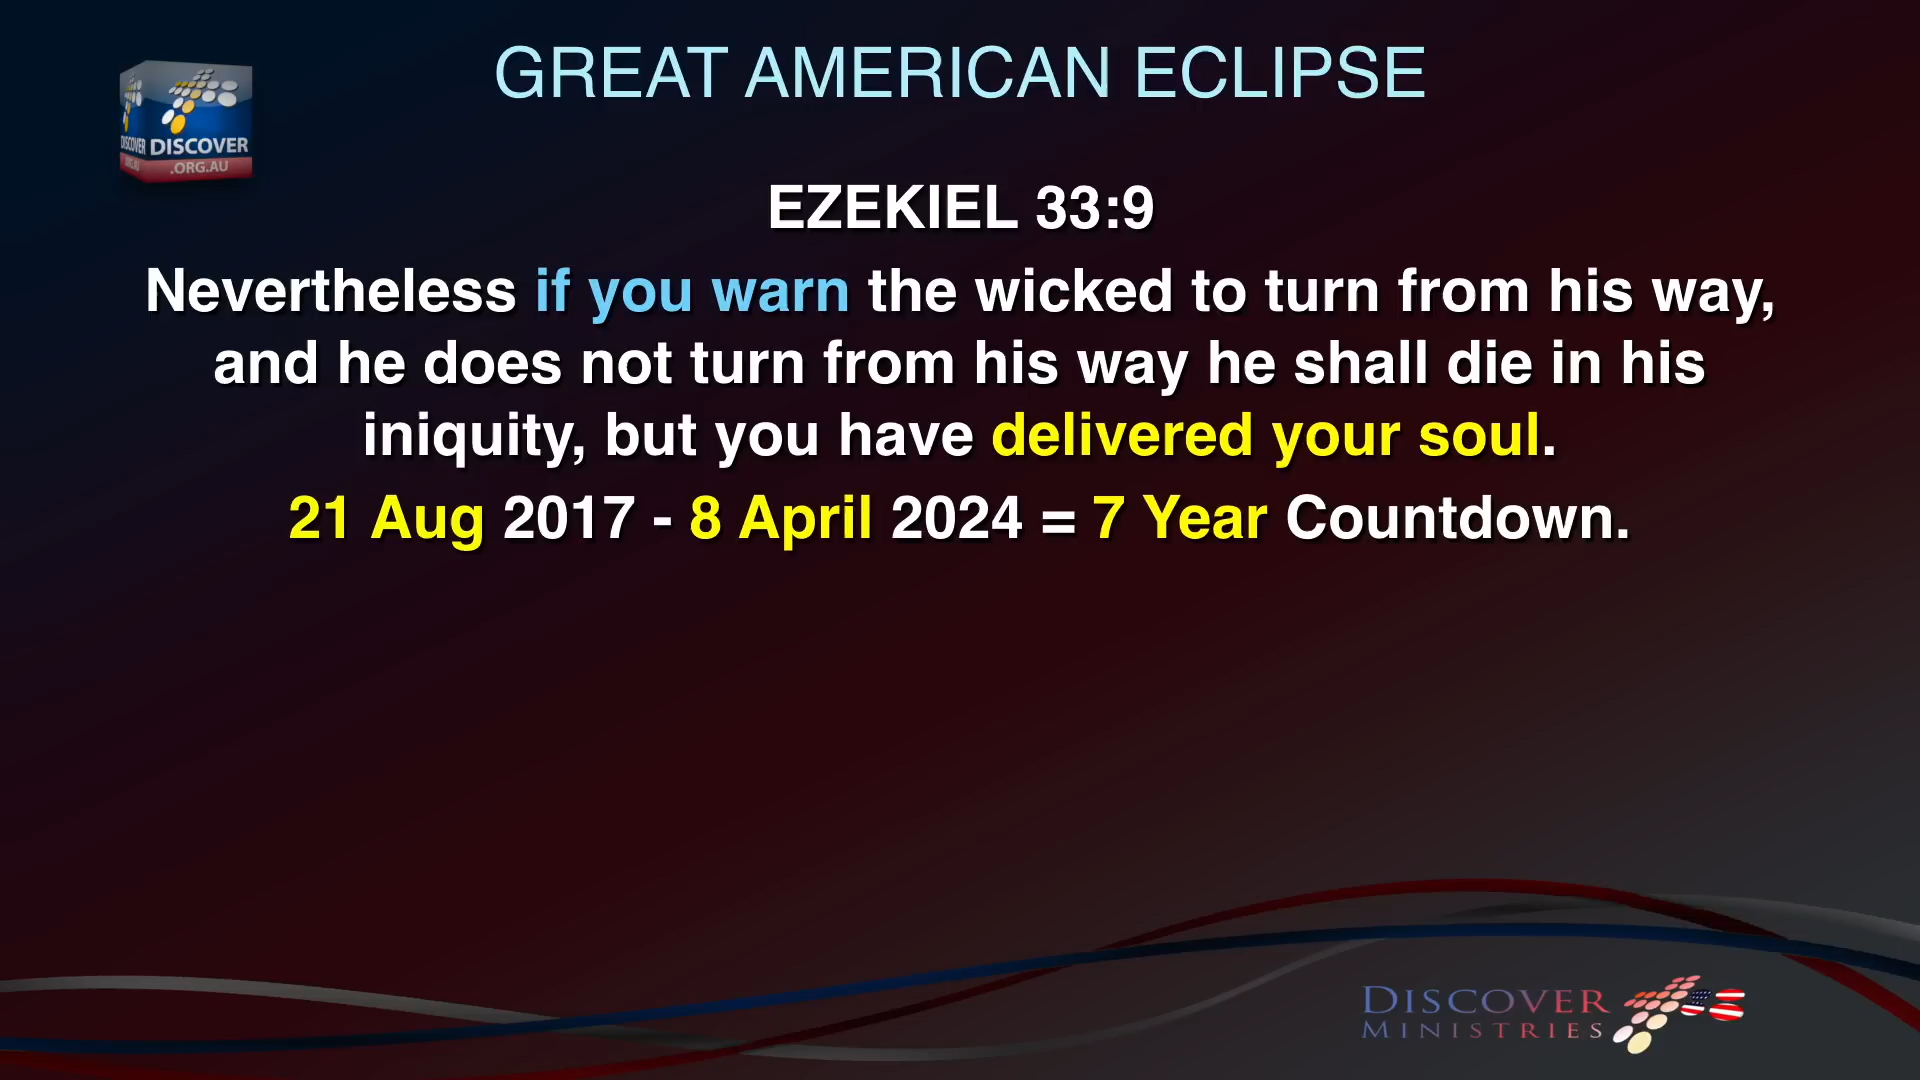 GREAT AMERICAN ECLIPSE
DISCOVER DISCOVER
.ORG.AU
EZEKIEL 33:9
Nevertheless if you warn the wicked to turn from his way,
and he does not turn from his way he shall die in his
iniquity, but you have delivered your soul.
21 Aug 2017 - 8 April 2024 = 7 Year Countdown.
DISCOVER
MINISTRIES